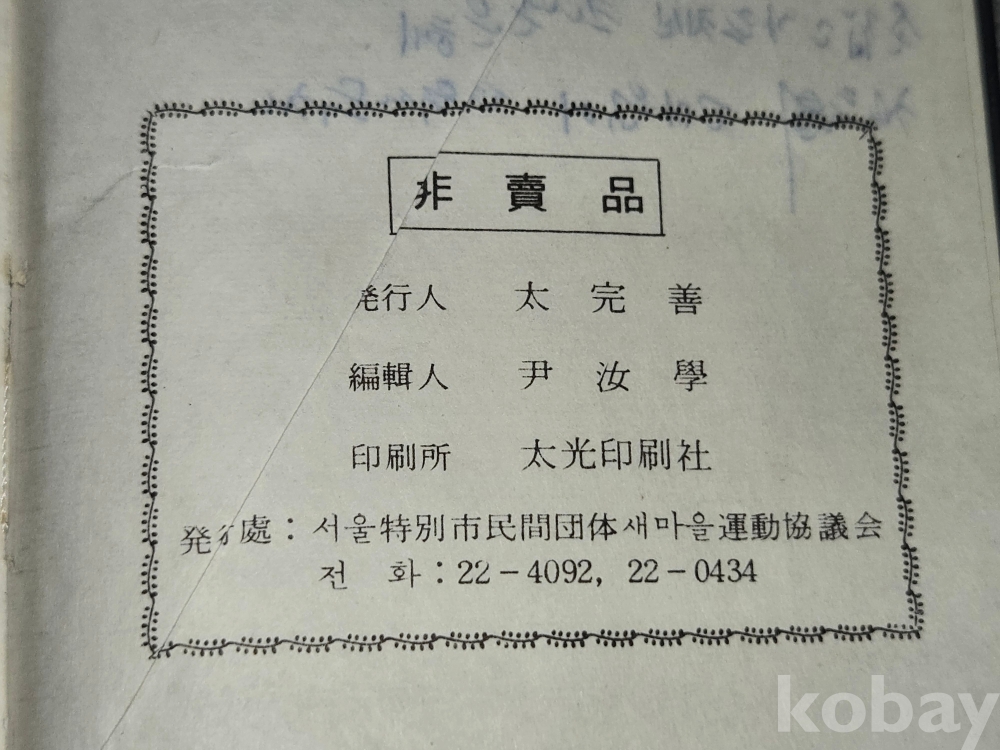 非賣品
発行人 太完善
編輯人 尹汝學
印刷所 太光印刷社
発行處：서울特別市民間団体새마을運動協議会
전 화：22－4092, 22－0434
kobay